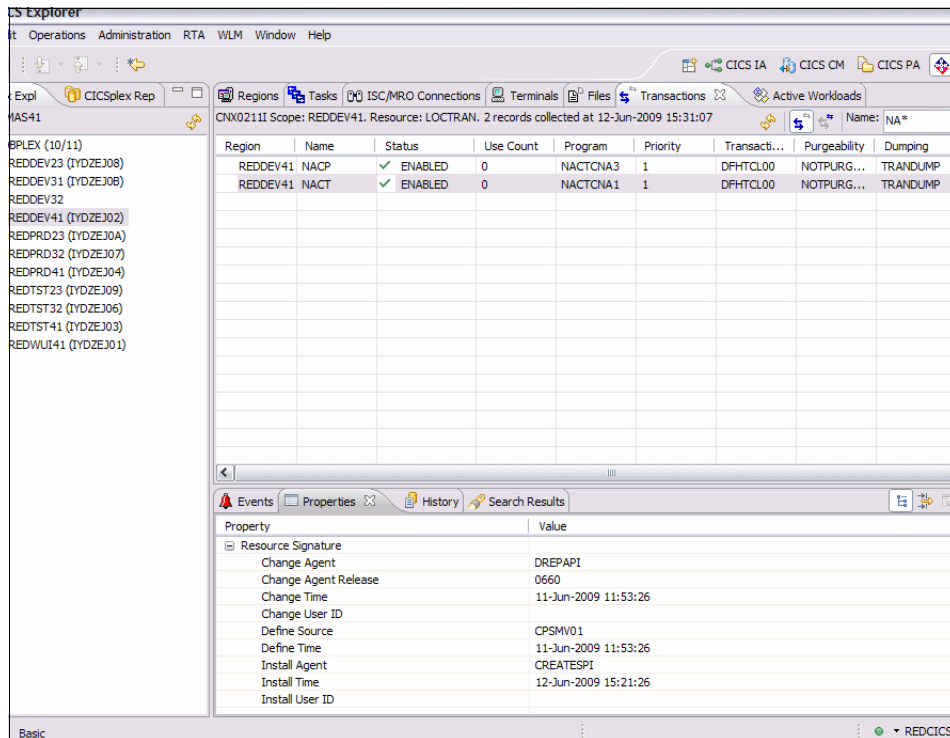 CS Explorer
it Operations Administration RTA WLM Window Help
CICS IA CICS CM CICS PA
Expl CICSplex Rep
Regions Tasks ISC/MRO Connections Terminals Files Transactions Active Workloads
MAS41
CNX0211I Scope: REDDEV41. Resource: LOCTRAN. 2 records collected at 12-Jun-2009 15:31:07 Name: NA*
BPLEX (10/11)
REDDEV23 (IYDZEJ08)
REDDEV31 (IYDZEJ0B)
REDDEV32
REDDEV41 (IYDZEJ02)
REDPRD23 (IYDZEJ0A)
REDPRD32 (IYDZEJ07)
REDPRD41 (IYDZEJ04)
REDTST23 (IYDZEJ09)
REDTST32 (IYDZEJ06)
REDTST41 (IYDZEJ03)
REDWUI41 (IYDZEJ01)
Region Name Status Use Count Program Priority Transacti... Purgeability Dumping
REDDEV41 NACP ENABLED 0 NACTCNA3 1 DFHTCL00 NOTPURG... TRANDUMP
REDDEV41 NACT ENABLED 0 NACTCNA1 1 DFHTCL00 NOTPURG... TRANDUMP
Events Properties History Search Results
Property Value
Resource Signature
Change Agent DREPAPI
Change Agent Release 0660
Change Time 11-Jun-2009 11:53:26
Change User ID
Define Source CPSMV01
Define Time 11-Jun-2009 11:53:26
Install Agent CREATESPI
Install Time 12-Jun-2009 15:21:26
Install User ID
Basic REDCICS